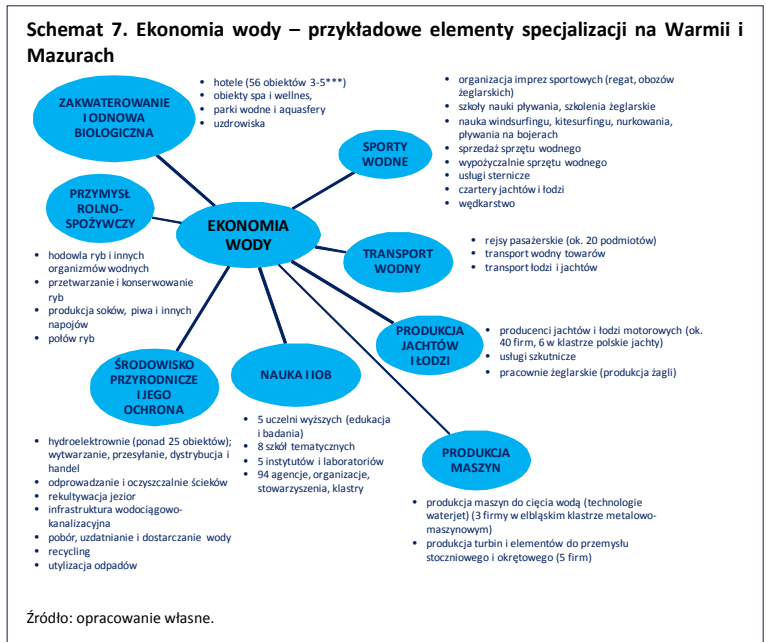 Schemat 7. Ekonomia wody – przykładowe elementy specjalizacji na Warmii i
Mazurach
ZAKWATEROWANIE
I ODNOWA
BIOLOGICZNA
• hotele (56 obiektów 3-5***)
• obiekty spa i wellnes,
• parki wodne i aquasfery
• uzdrowiska
SPORTY
WODNE
• organizacja imprez sportowych (regat, obozów
żeglarskich)
• szkoły nauki pływania, szkolenia żeglarskie
• nauka windsurfingu, kitesurfingu, nurkowania,
pływania na bojerach
• sprzedaż sprzętu wodnego
• wypożyczalnie sprzętu wodnego
• usługi sternicze
• czartery jachtów i łodzi
• wędkarstwo
PRZYMYSŁ
ROLNO-
SPOŻYWCZY
• hodowla ryb i innych
organizmów wodnych
• przetwarzanie i konserwowanie
ryb
• produkcja soków, piwa i innych
napojów
• połów ryb
EKONOMIA
WODY
TRANSPORT
WODNY
• rejsy pasażerskie (ok. 20 podmiotów)
• transport wodny towarów
• transport łodzi i jachtów
PRODUKCJA
JACHTÓW
I ŁODZI
• producenci jachtów i łodzi motorowych (ok.
40 firm, 6 w klastrze polskie jachty)
• usługi szkutnicze
• pracownie żeglarskie (produkcja żagli)
ŚRODOWISKO
PRZYRODNICZE
I JEGO
OCHRONA
• hydroelektrownie (ponad 25 obiektów);
wytwarzanie, przesyłanie, dystrybucja i
handel
• odprowadzanie i oczyszczalnie ścieków
• rekultywacja jezior
• infrastruktura wodociągowo-
kanalizacyjna
• pobór, uzdatnianie i dostarczanie wody
• recycling
• utylizacja odpadów
NAUKA I IOB
• 5 uczelni wyższych (edukacja
i badania)
• 8 szkół tematycznych
• 5 instytutów i laboratoriów
• 94 agencje, organizacje,
stowarzyszenia, klastry
PRODUKCJA
MASZYN
• produkcja maszyn do cięcia wodą (technologie
waterjet) (3 firmy w elbląskim klastrze metalowo-
maszynowym)
• produkcja turbin i elementów do przemysłu
stoczniowego i okrętowego (5 firm)
Źródło: opracowanie własne.